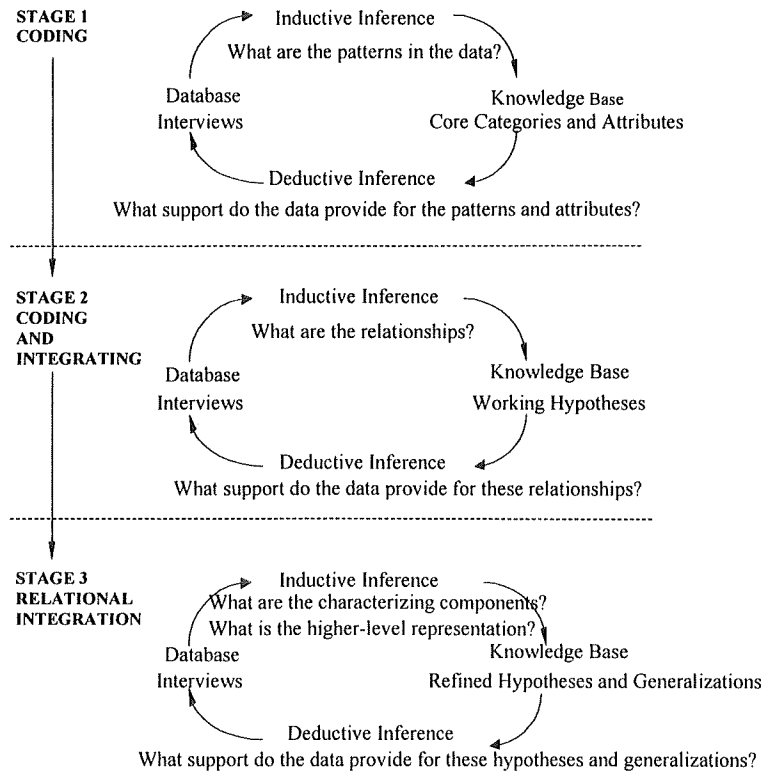 STAGE 1
CODING
Inductive Inference
What are the patterns in the data?
Database
Interviews
Knowledge Base
Core Categories and Attributes
Deductive Inference
What support do the data provide for the patterns and attributes?
STAGE 2
CODING
AND
INTEGRATING
Inductive Inference
What are the relationships?
Database
Interviews
Knowledge Base
Working Hypotheses
Deductive Inference
What support do the data provide for these relationships?
STAGE 3
RELATIONAL
INTEGRATION
Inductive Inference
What are the characterizing components?
What is the higher-level representation?
Database
Interviews
Knowledge Base
Refined Hypotheses and Generalizations
Deductive Inference
What support do the data provide for these hypotheses and generalizations?